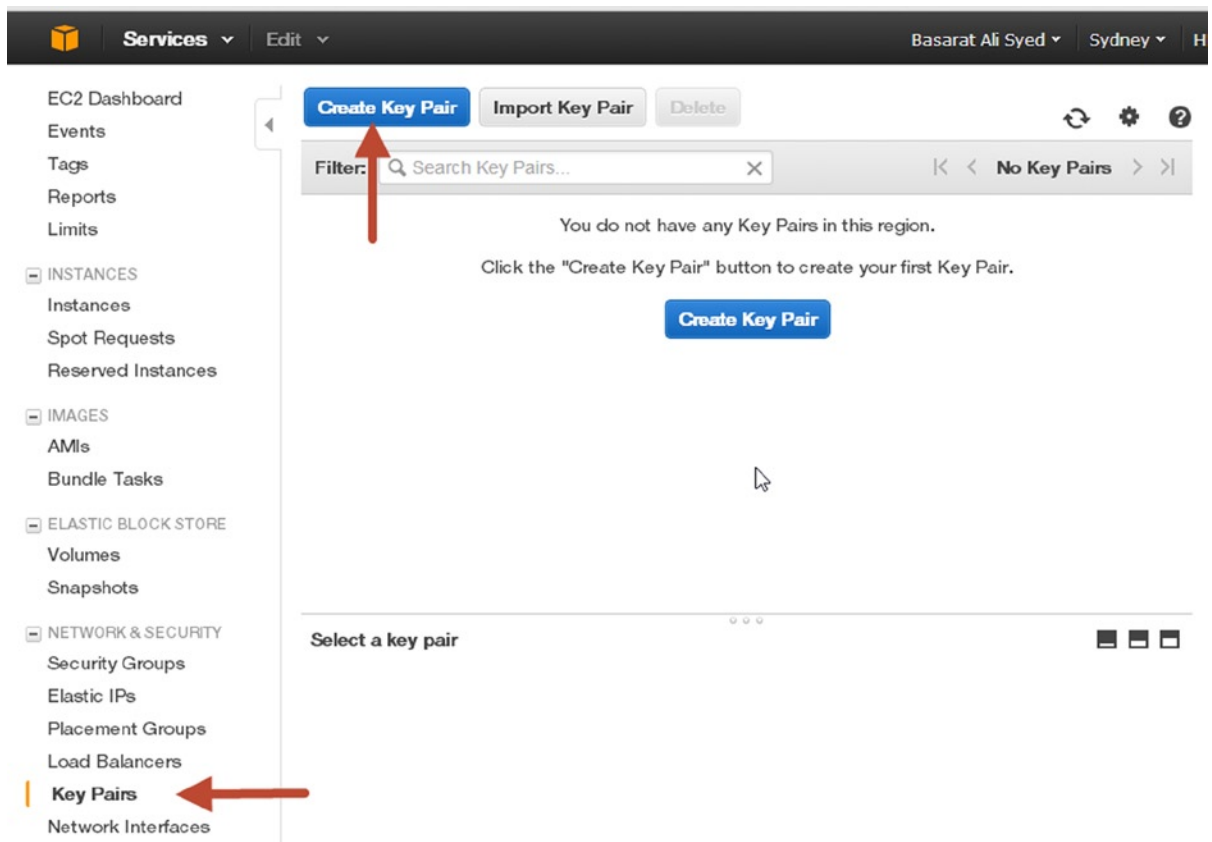 Services Edit Basarat Ali Syed Sydney H
EC2 Dashboard
Events
Tags
Reports
Limits
INSTANCES
Instances
Spot Requests
Reserved Instances
IMAGES
AMIs
Bundle Tasks
ELASTIC BLOCK STORE
Volumes
Snapshots
NETWORK & SECURITY
Security Groups
Elastic IPs
Placement Groups
Load Balancers
Key Pairs
Network Interfaces
Create Key Pair Import Key Pair Delete
Filter: Search Key Pairs... No Key Pairs
You do not have any Key Pairs in this region.
Click the "Create Key Pair" button to create your first Key Pair.
Create Key Pair
Select a key pair